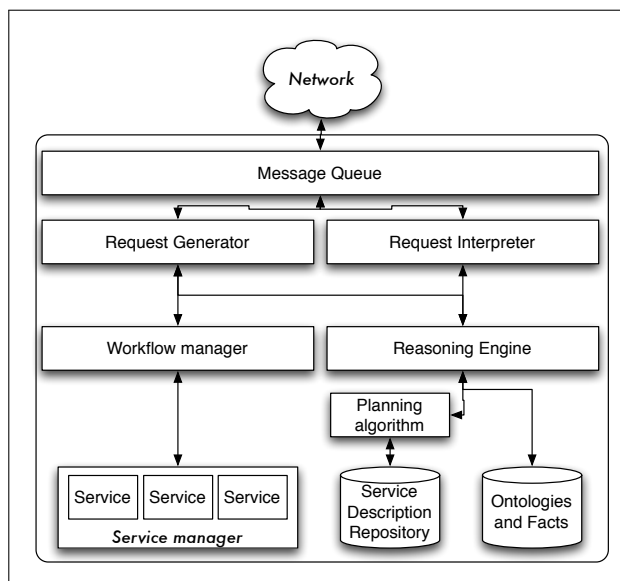 Network
Message Queue
Request Generator
Request Interpreter
Workflow manager
Reasoning Engine
Planning
algorithm
Service
Service
Service
Service manager
Service
Description
Repository
Ontologies
and Facts